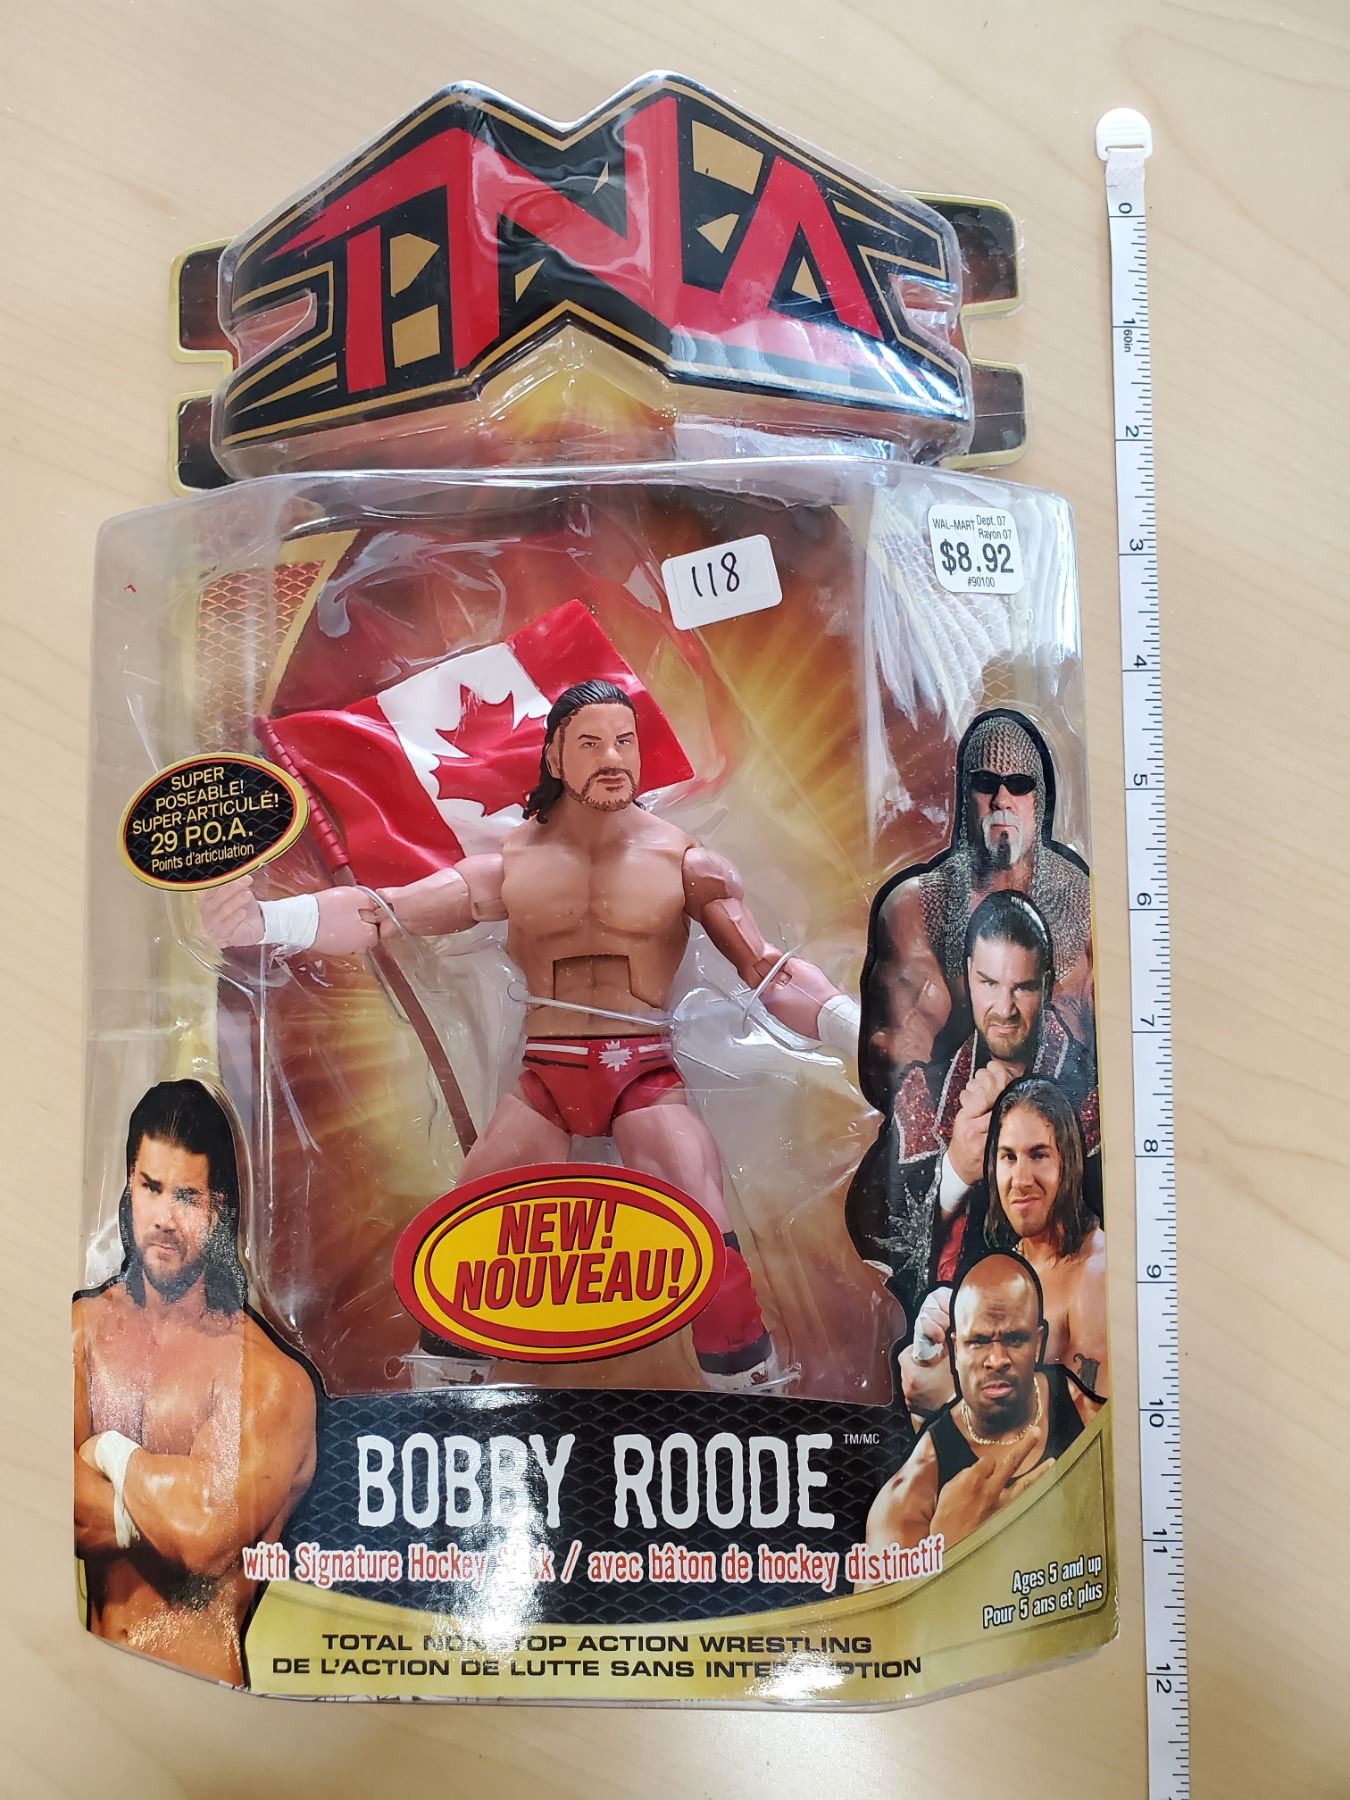 TNA
WAL-MART Dept. 07
Rayon 07
$8.92
#90100
118
SUPER
POSEABLE!
SUPER-ARTICULÉ!
29 P.O.A.
Points d'articulation
NEW!
NOUVEAU!
BOBBY ROODE TM/MC
with Signature Hockey / avec bâton de hockey distinctif
Ages 5 and up
Pour 5 ans et plus
TOTAL ACTION WRESTLING
DE L'ACTION DE LUTTE SANS
0
1
60in
2
3
4
5
6
7
8
9
10
11
12